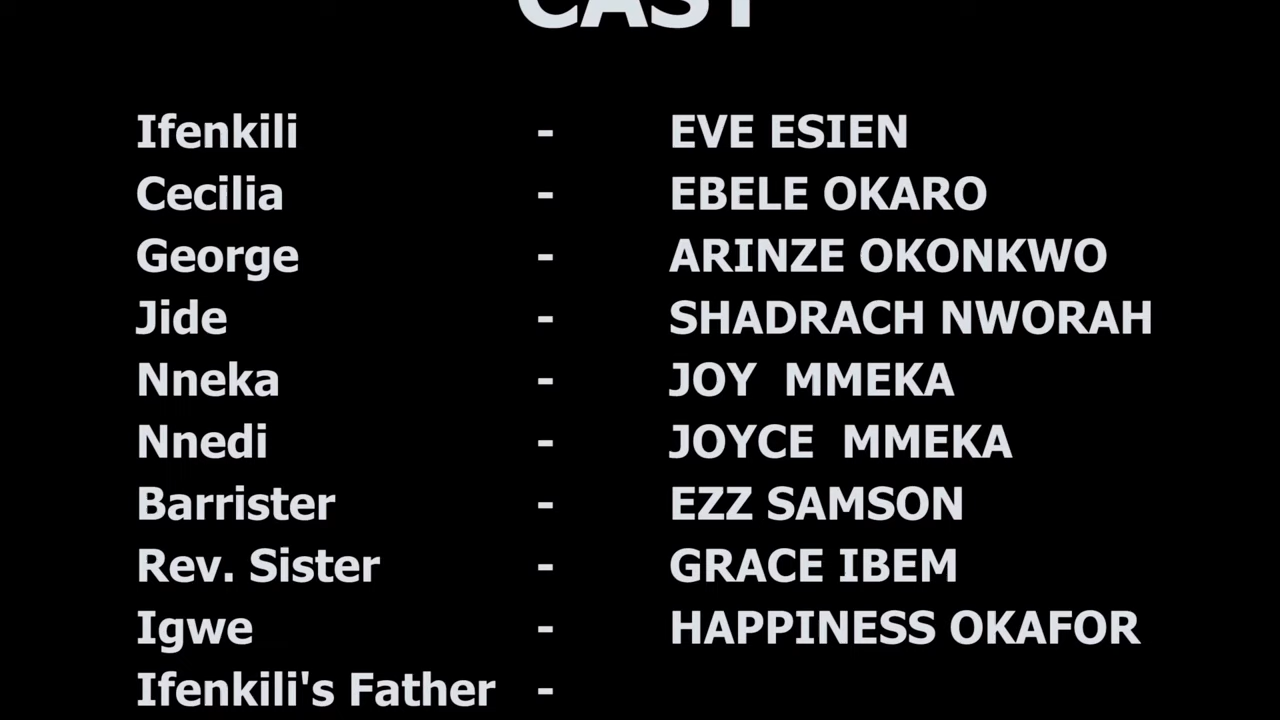 CAST
Ifenkili - EVE ESIEN
Cecilia - EBELE OKARO
George - ARINZE OKONKWO
Jide - SHADRACH NWORAH
Nneka - JOY MMEKA
Nnedi - JOYCE MMEKA
Barrister - EZZ SAMSON
Rev. Sister - GRACE IBEM
Igwe - HAPPINESS OKAFOR
Ifenkili's Father -